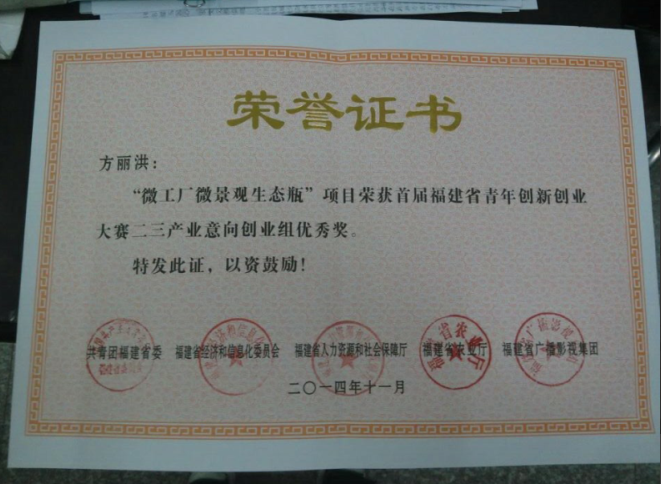 荣誉证书
方丽洪：
“微工厂微景观生态瓶”项目荣获首届福建省青年创新创业
大赛二三产业意向创业组优秀奖。
特发此证，以资鼓励！
共青团福建省委 福建省经济和信息化委员会 福建省人力资源和社会保障厅 福建省农业厅 福建省广播影视集团
二〇一四年十一月